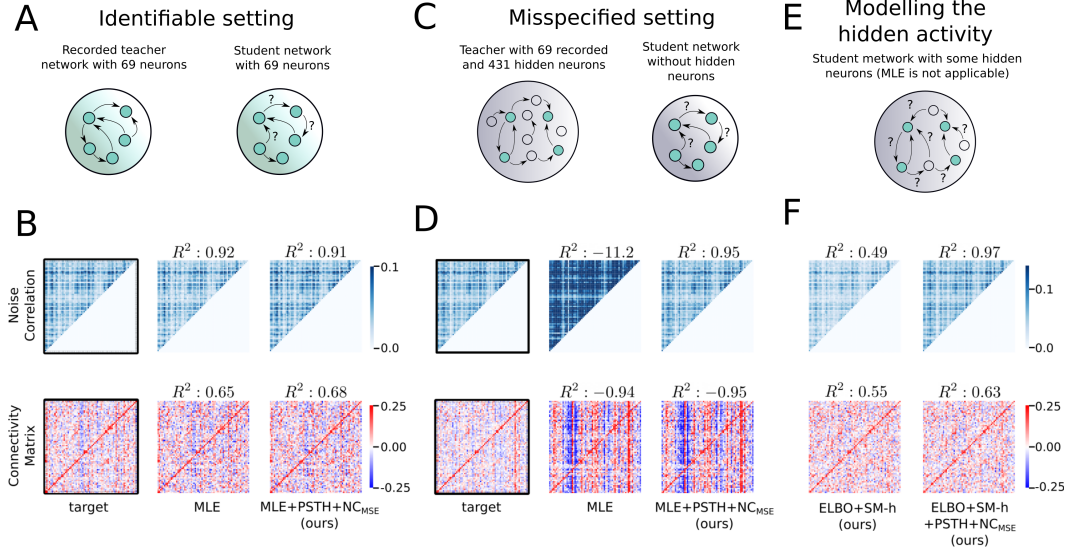 A
Identifiable setting
Recorded teacher
network with 69 neurons
Student network
with 69 neurons
?
?
?
C
Misspecified setting
Teacher with 69 recorded
and 431 hidden neurons
Student network
without hidden
neurons
?
?
?
E
Modelling the
hidden activity
Student metwork with some hidden
neurons (MLE is not applicable)
?
?
?
?
?
B
Noise
Correlation
R² : 0.92
R² : 0.91
0.1
0.0
Connectivity
Matrix
R² : 0.65
R² : 0.68
0.25
0.00
-0.25
target
MLE
MLE+PSTH+NC_MSE
(ours)
D
R² : −11.2
R² : 0.95
R² : −0.94
R² : −0.95
target
MLE
MLE+PSTH+NC_MSE
(ours)
F
R² : 0.49
R² : 0.97
0.1
0.0
R² : 0.55
R² : 0.63
0.25
0.00
-0.25
ELBO+SM-h
(ours)
ELBO+SM-h
+PSTH+NC_MSE
(ours)